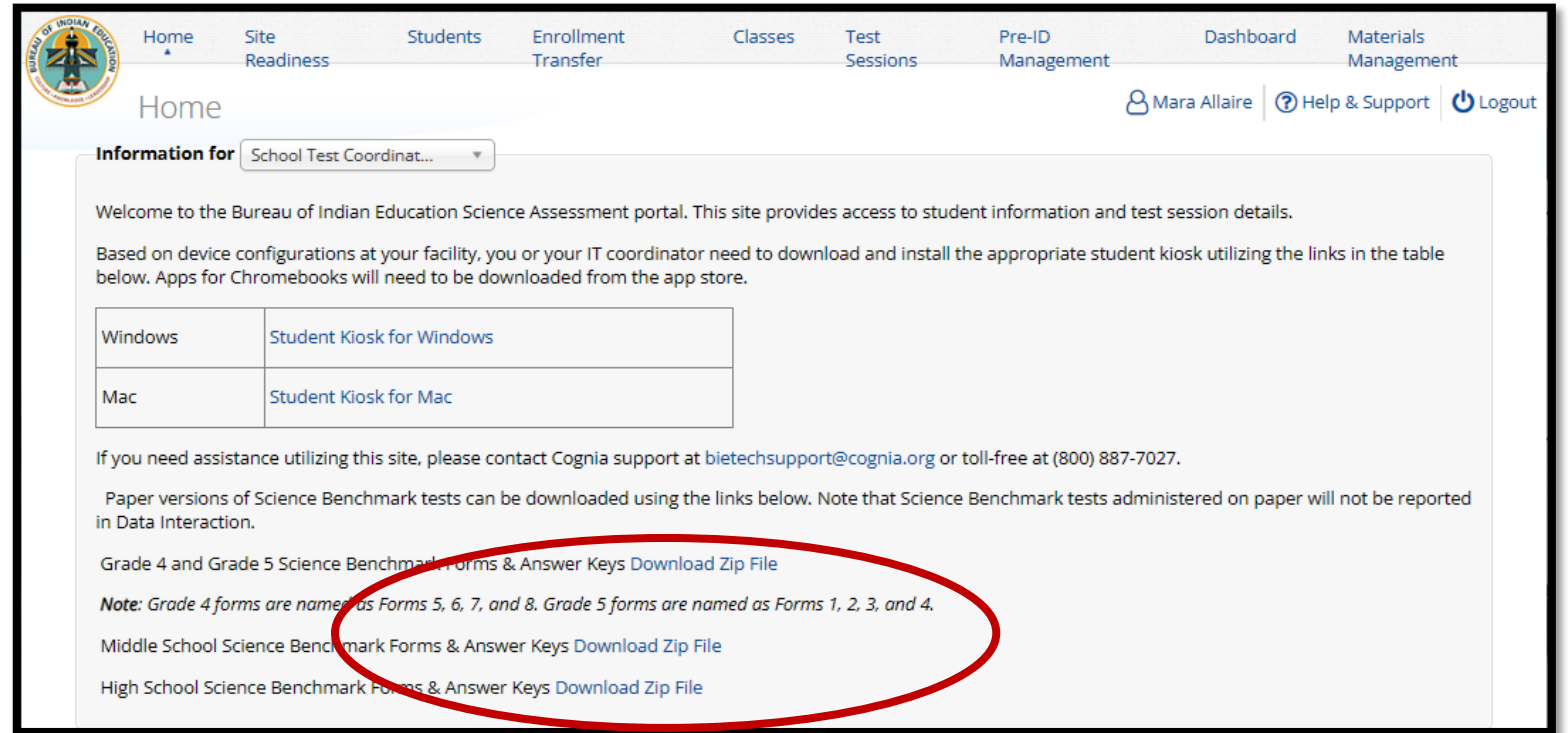 BUREAU OF INDIAN EDUCATION
CULTURE • KNOWLEDGE • LEADERSHIP
Home
Site Readiness
Students
Enrollment Transfer
Classes
Test Sessions
Pre-ID Management
Dashboard
Materials Management
Home
Mara Allaire
Help & Support
Logout
Information for School Test Coordinat...
Welcome to the Bureau of Indian Education Science Assessment portal. This site provides access to student information and test session details.
Based on device configurations at your facility, you or your IT coordinator need to download and install the appropriate student kiosk utilizing the links in the table
below. Apps for Chromebooks will need to be downloaded from the app store.
Windows Student Kiosk for Windows
Mac Student Kiosk for Mac
If you need assistance utilizing this site, please contact Cognia support at bietechsupport@cognia.org or toll-free at (800) 887-7027.
Paper versions of Science Benchmark tests can be downloaded using the links below. Note that Science Benchmark tests administered on paper will not be reported
in Data Interaction.
Grade 4 and Grade 5 Science Benchmark Forms & Answer Keys Download Zip File
Note: Grade 4 forms are named as Forms 5, 6, 7, and 8. Grade 5 forms are named as Forms 1, 2, 3, and 4.
Middle School Science Benchmark Forms & Answer Keys Download Zip File
High School Science Benchmark Forms & Answer Keys Download Zip File